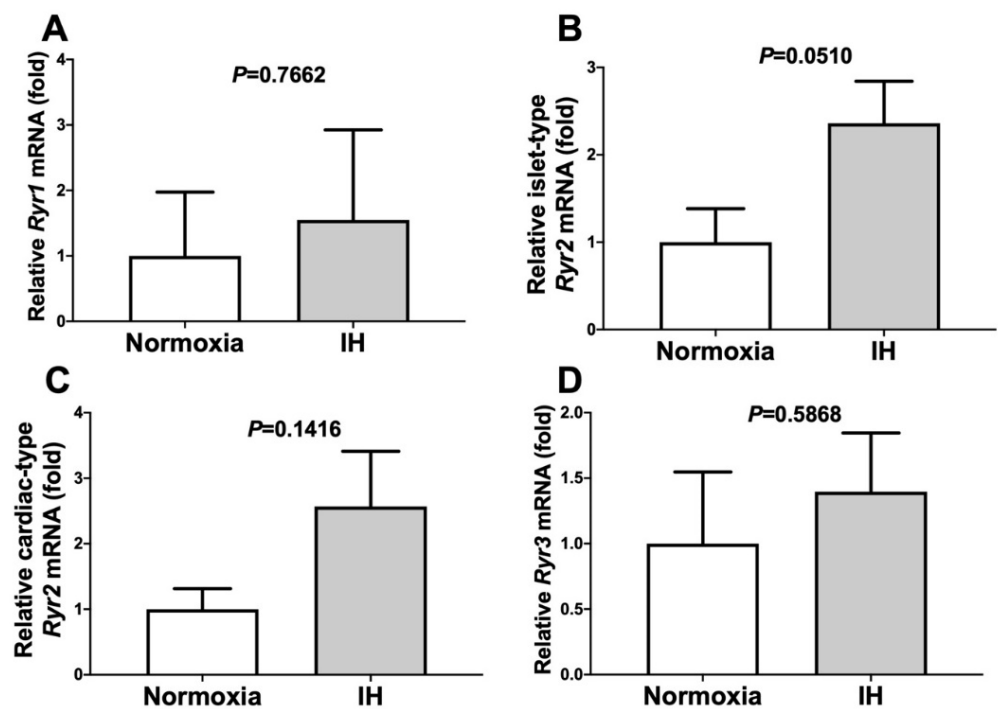 A
Relative Ryr1 mRNA (fold)
4
3
2
1
0
P=0.7662
Normoxia
IH
B
Relative islet-type
Ryr2 mRNA (fold)
3
2
1
0
P=0.0510
Normoxia
IH
C
Relative cardiac-type
Ryr2 mRNA (fold)
4
3
2
1
0
P=0.1416
Normoxia
IH
D
Relative Ryr3 mRNA (fold)
2.0
1.5
1.0
0.5
0.0
P=0.5868
Normoxia
IH